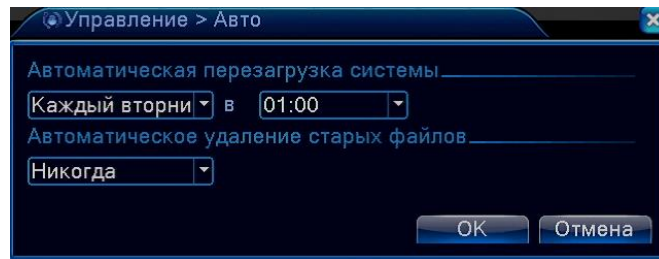 Управление > Авто
Автоматическая перезагрузка системы
Каждый вторни в 01:00
Автоматическое удаление старых файлов
Никогда
OK Отмена